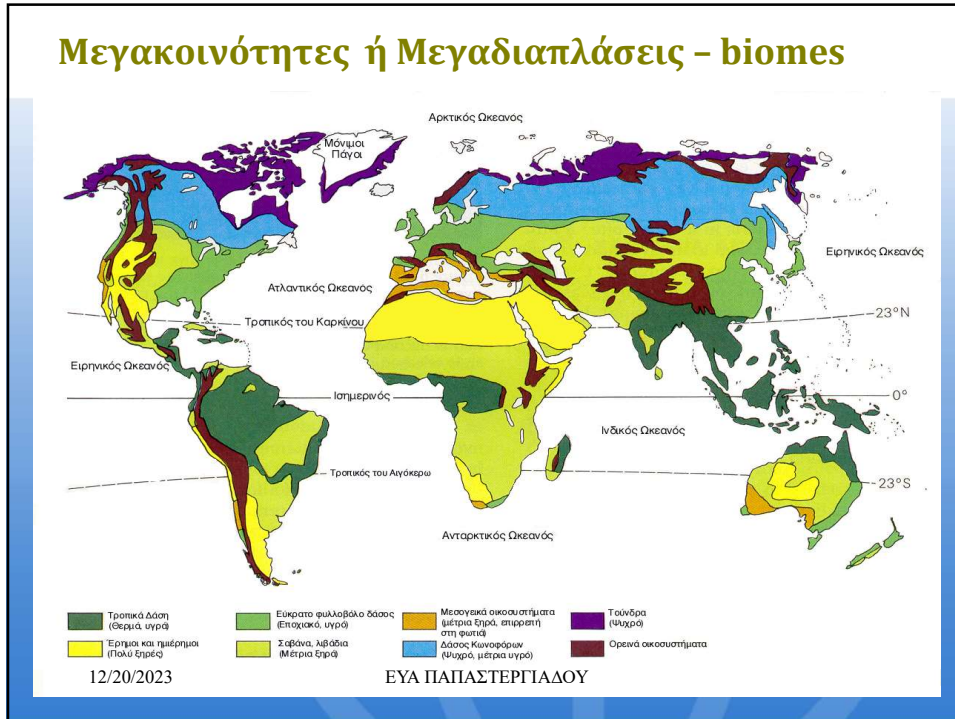 Μεγακοινότητες ή Μεγαδιαπλάσεις – biomes
Αρκτικός Ωκεανός
Μόνιμοι
Πάγοι
Ειρηνικός Ωκεανός
Ατλαντικός Ωκεανός
Τροπικός του Καρκίνου
23°N
Ειρηνικός Ωκεανός
Ισημερινός
0°
Ινδικός Ωκεανός
Τροπικός του Αιγόκερω
23°S
Ανταρκτικός Ωκεανός
Τροπικά Δάση
(Θερμά, υγρά)
Εύκρατο φυλλοβόλο δάσος
(Εποχιακό, υγρό)
Μεσογεικά οικοσυστήματα
(μέτρια ξηρά, επιρρεπή
στη φωτιά)
Τούνδρα
(Ψυχρό)
Έρημοι και ημιέρημοι
(Πολύ ξηρές)
Σαβάνα, λιβάδια
(Μέτρια ξηρά)
Δάσος Κωνοφόρων
(Ψυχρό, μέτρια υγρό)
Ορεινά οικοσυστήματα
12/20/2023
ΕΥΑ ΠΑΠΑΣΤΕΡΓΙΑΔΟΥ